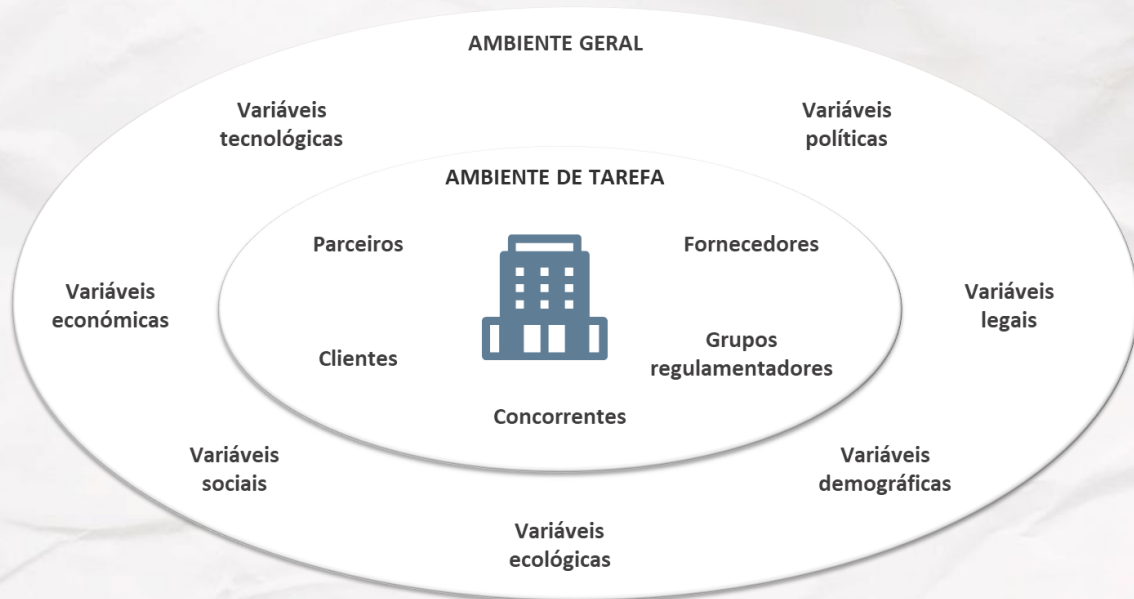 AMBIENTE GERAL
Variáveis
tecnológicas
Variáveis
políticas
AMBIENTE DE TAREFA
Parceiros
Fornecedores
Variáveis
económicas
Variáveis
legais
Clientes
Grupos
regulamentadores
Concorrentes
Variáveis
sociais
Variáveis
demográficas
Variáveis
ecológicas